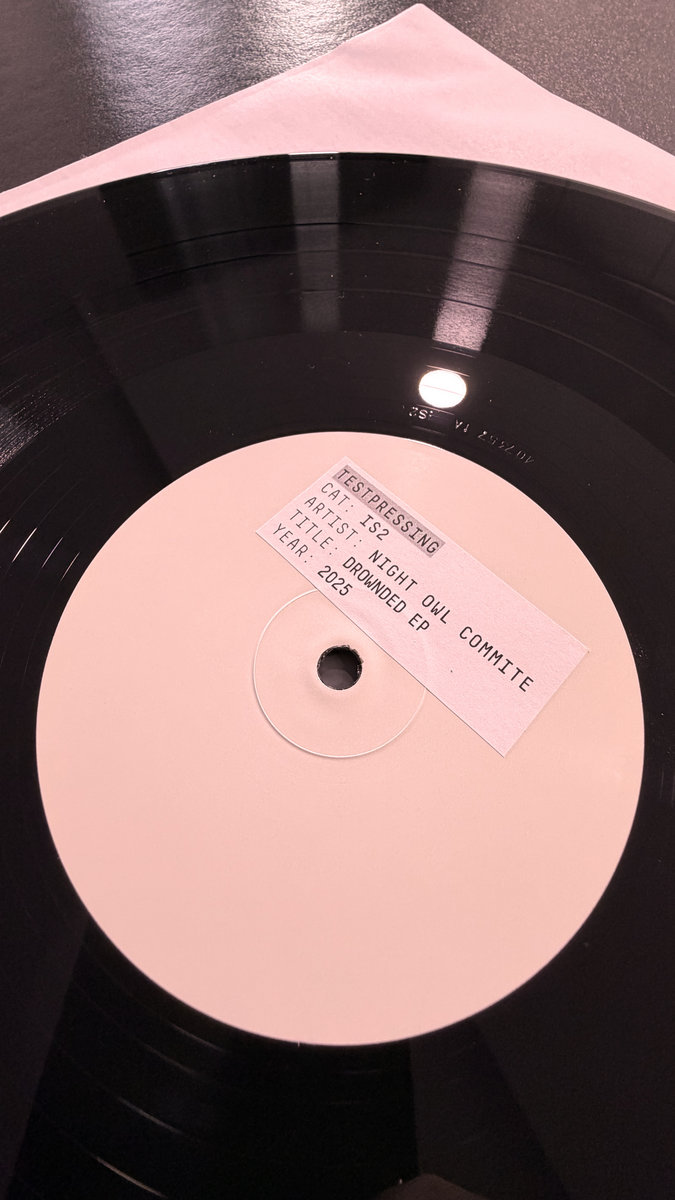 TESTPRESSING
CAT: IS2
ARTIST: NIGHT OWL COMMITE
TITLE: DROWNDED EP
YEAR: 2025